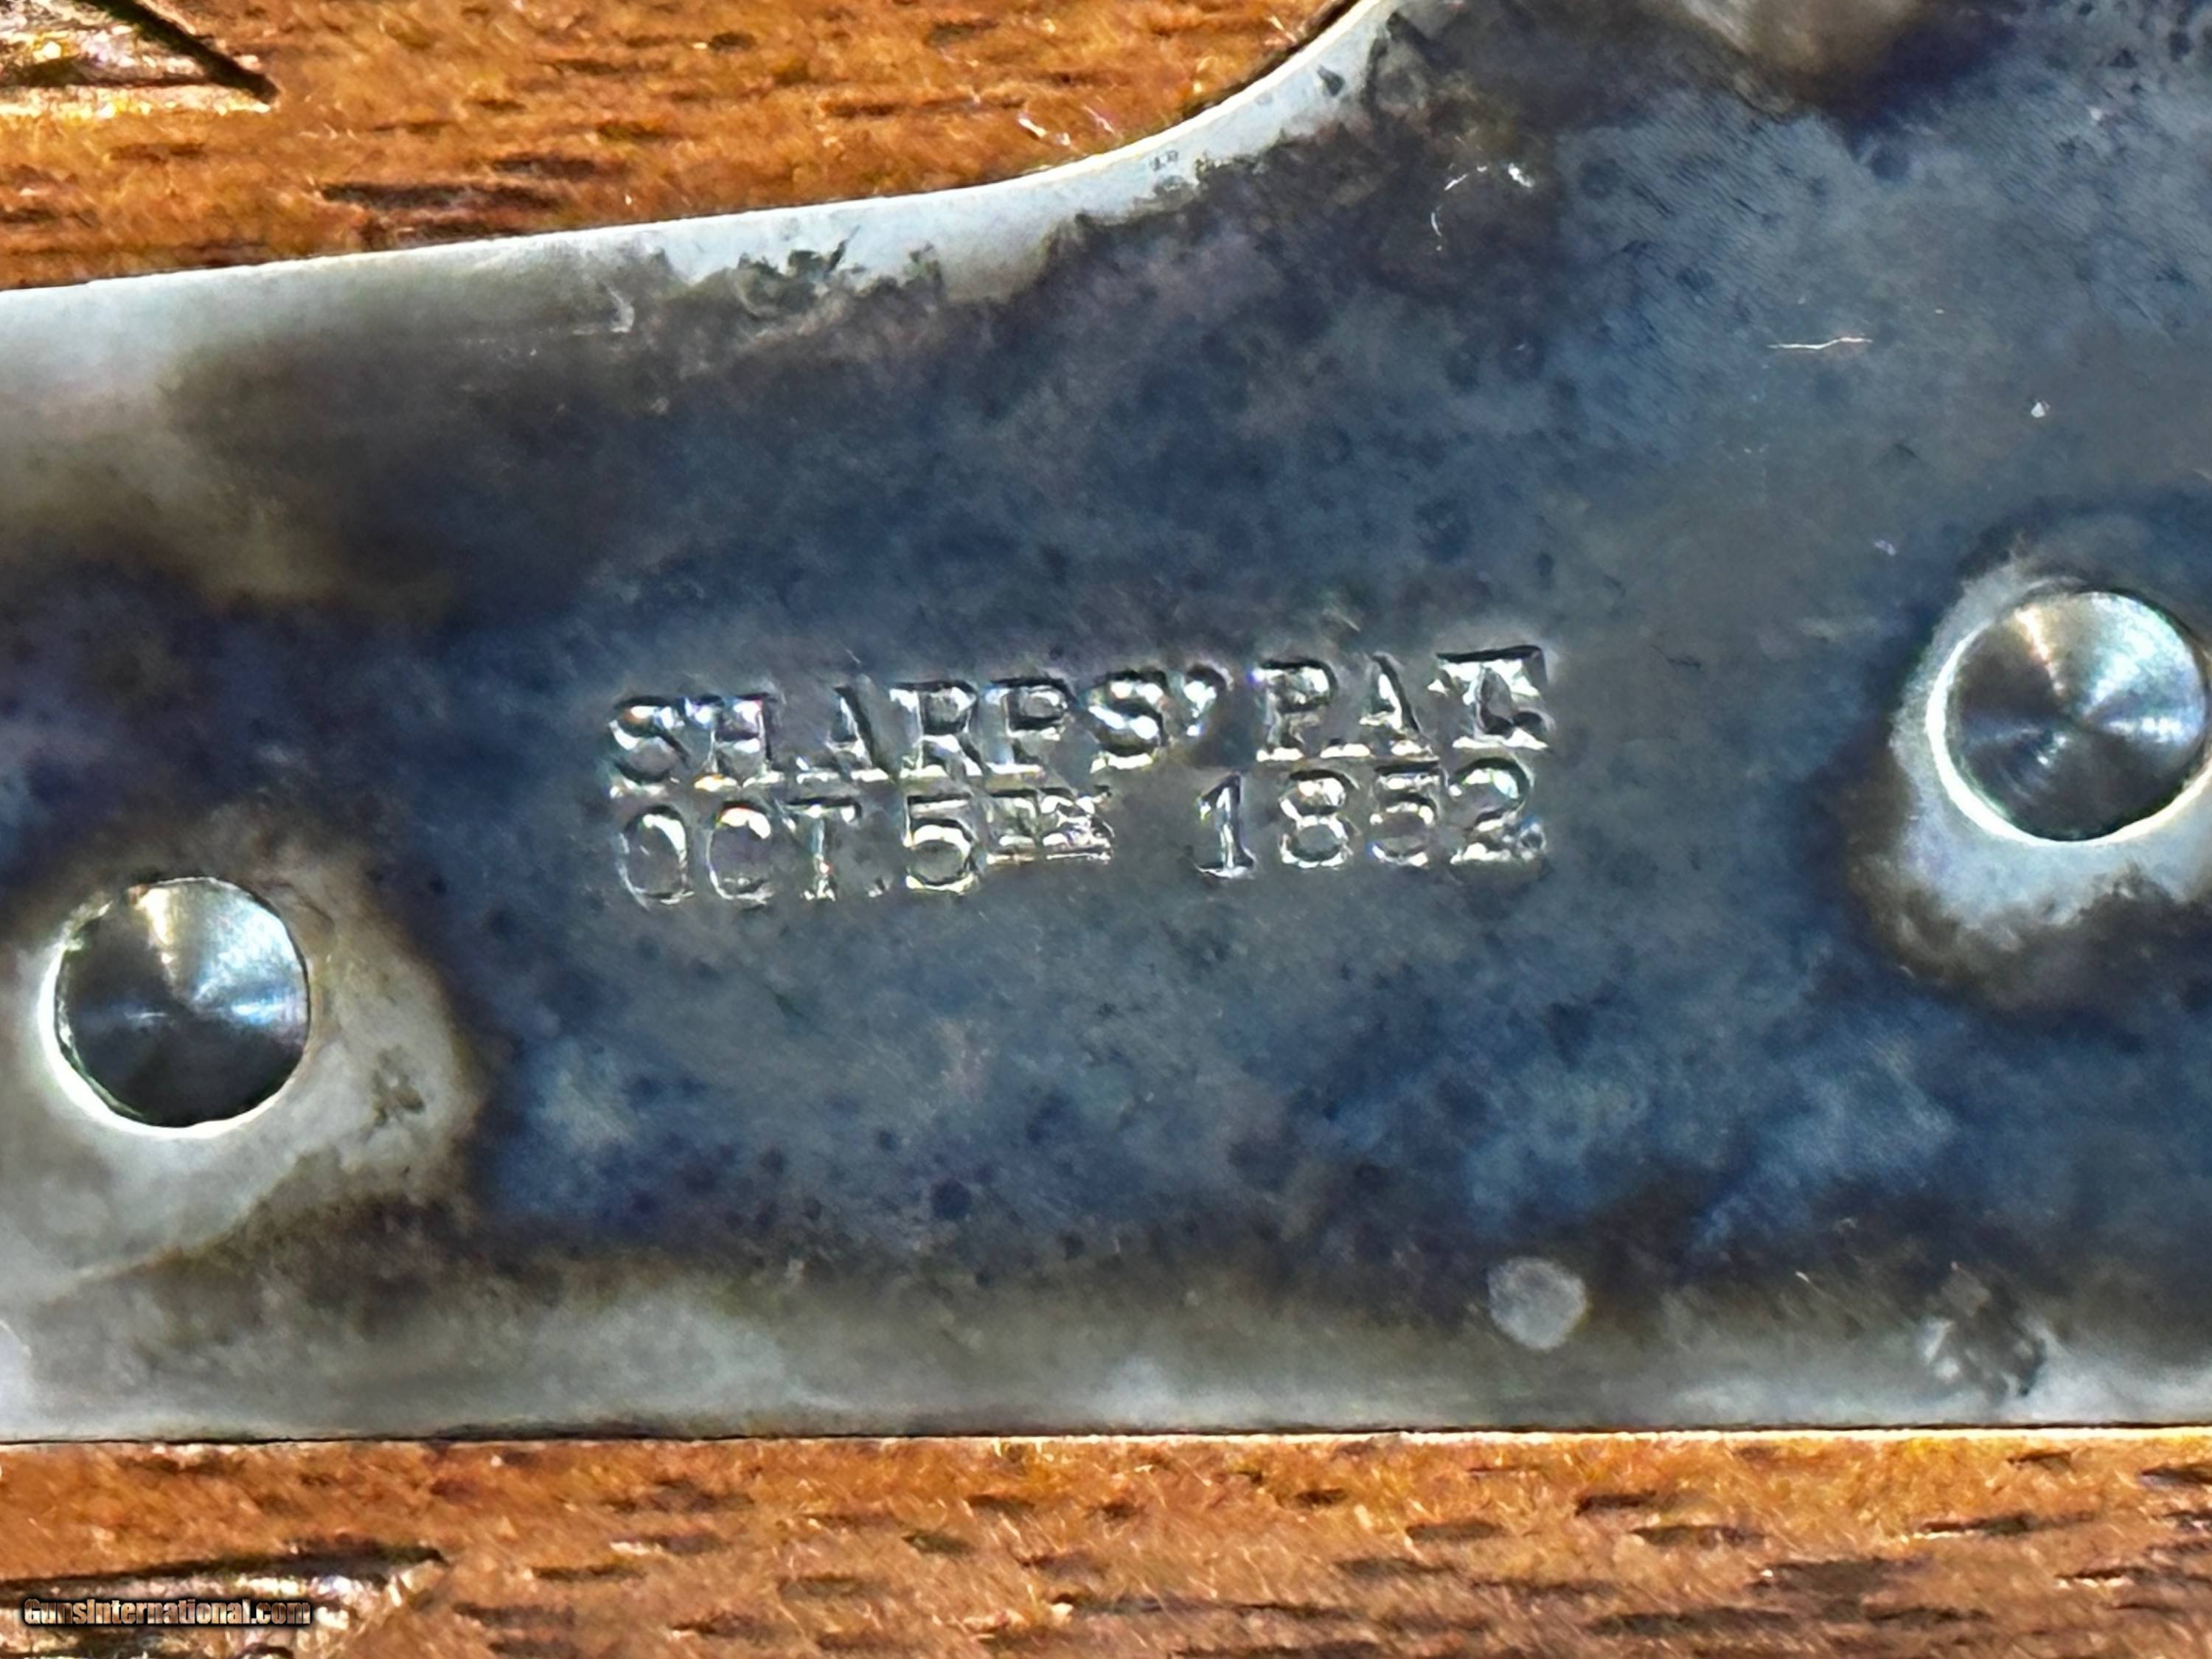 SHARPS' PAT.
OCT. 5TH 1852
GunsInternational.com